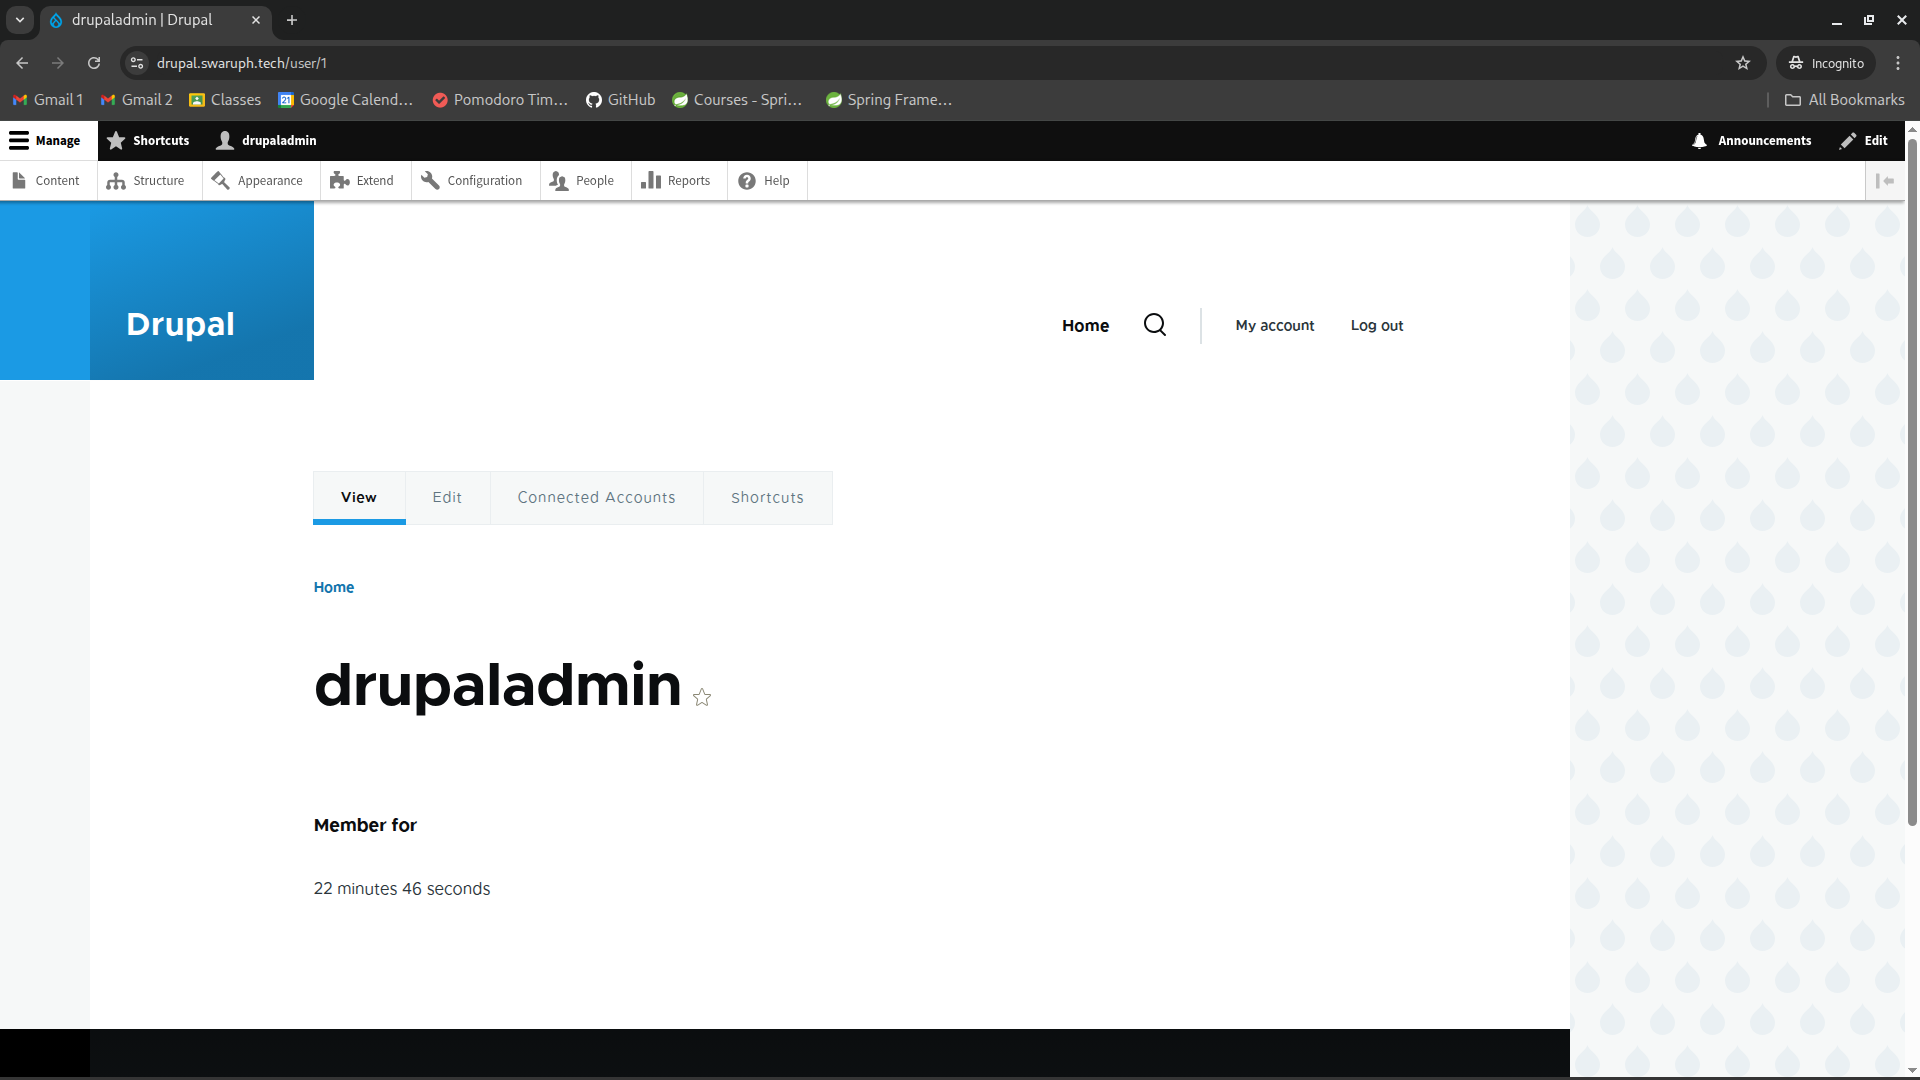 drupaladmin | Drupal
drupal.swaruph.tech/user/1
Incognito
Gmail 1 Gmail 2 Classes Google Calend... Pomodoro Tim... GitHub Courses - Spri... Spring Frame... All Bookmarks
Manage Shortcuts drupaladmin Announcements Edit
Content Structure Appearance Extend Configuration People Reports Help
Drupal
Home My account Log out
View Edit Connected Accounts Shortcuts
Home
drupaladmin
Member for
22 minutes 46 seconds